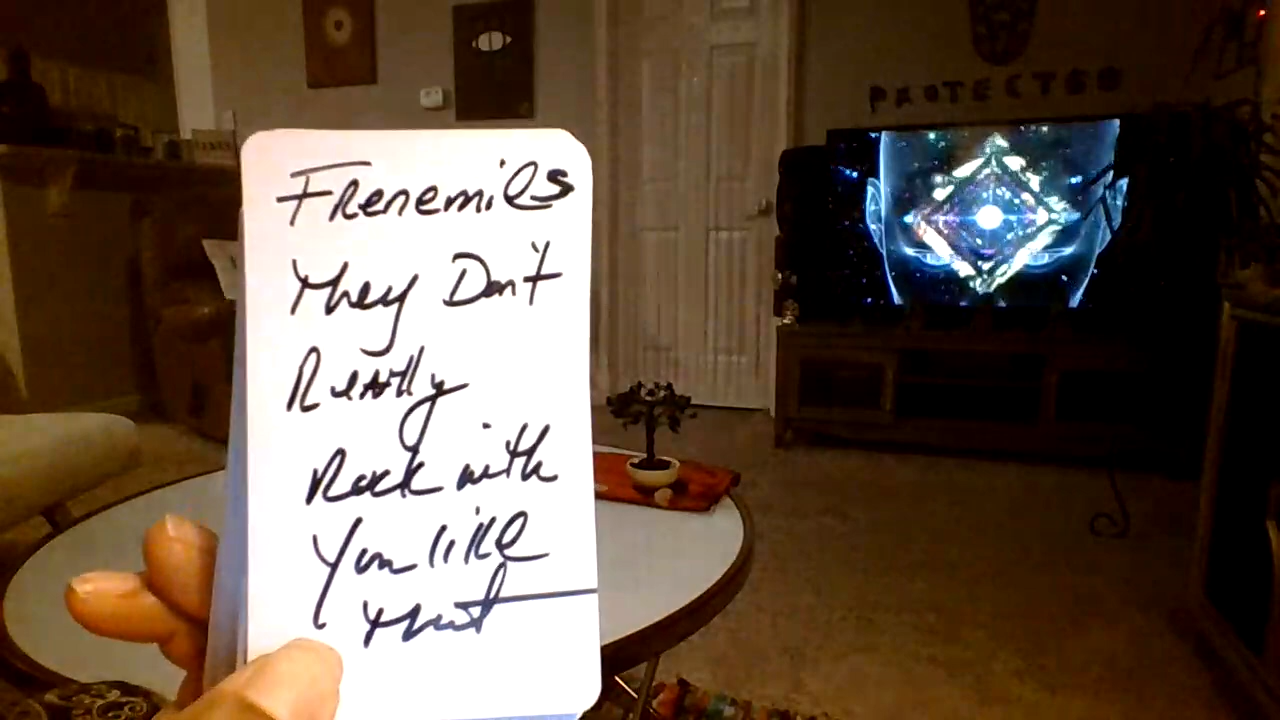 PROTECTED
Frenemies
They Don't
Really
Rock with
You like
that